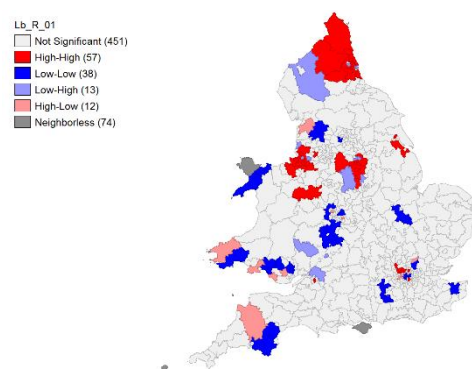 Lb_R_01
Not Significant (451)
High-High (57)
Low-Low (38)
Low-High (13)
High-Low (12)
Neighborless (74)